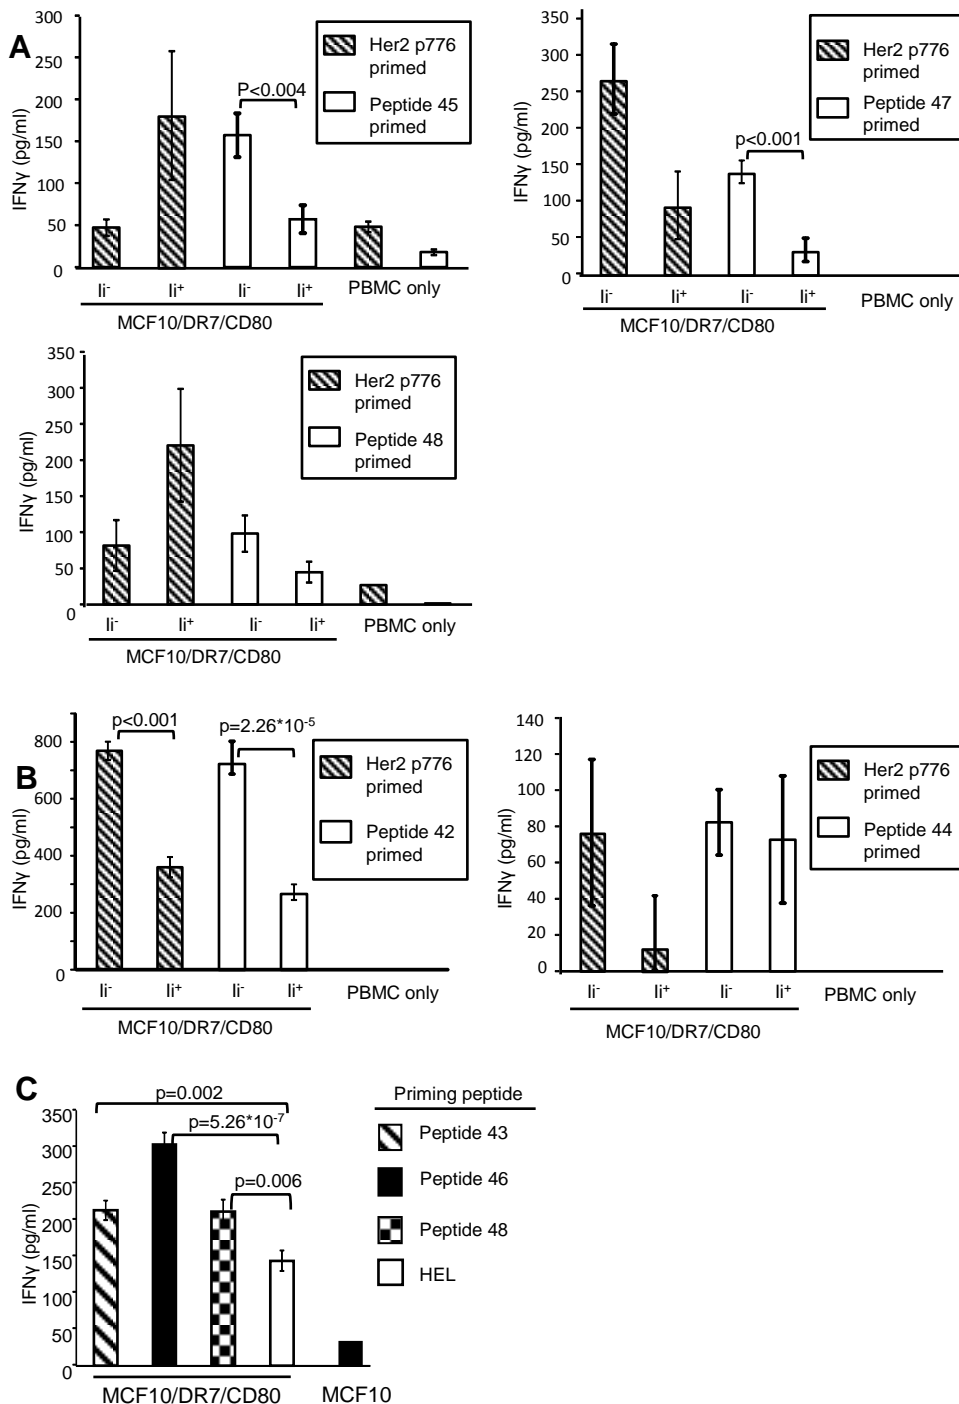 A
300
250
200
150
100
50
0
IFNγ (pg/ml)
Her2 p776
primed
Peptide 45
primed
P<0.004
Ii-
Ii+
Ii-
Ii+
PBMC only
MCF10/DR7/CD80
350
300
250
200
150
100
50
0
IFNγ (pg/ml)
Her2 p776
primed
Peptide 47
primed
p<0.001
Ii-
Ii+
Ii-
Ii+
PBMC only
MCF10/DR7/CD80
350
300
250
200
150
100
50
0
IFNγ (pg/ml)
Her2 p776
primed
Peptide 48
primed
Ii-
Ii+
Ii-
Ii+
PBMC only
MCF10/DR7/CD80
B
800
600
400
200
0
IFNγ (pg/ml)
p<0.001
p=2.26*10-5
Her2 p776
primed
Peptide 42
primed
Ii-
Ii+
Ii-
Ii+
PBMC only
MCF10/DR7/CD80
140
120
100
80
60
40
20
0
IFNγ (pg/ml)
Her2 p776
primed
Peptide 44
primed
Ii-
Ii+
Ii-
Ii+
PBMC only
MCF10/DR7/CD80
C
350
300
250
200
150
100
50
0
IFNγ (pg/ml)
p=0.002
p=5.26*10-7
p=0.006
Priming peptide
Peptide 43
Peptide 46
Peptide 48
HEL
MCF10/DR7/CD80
MCF10